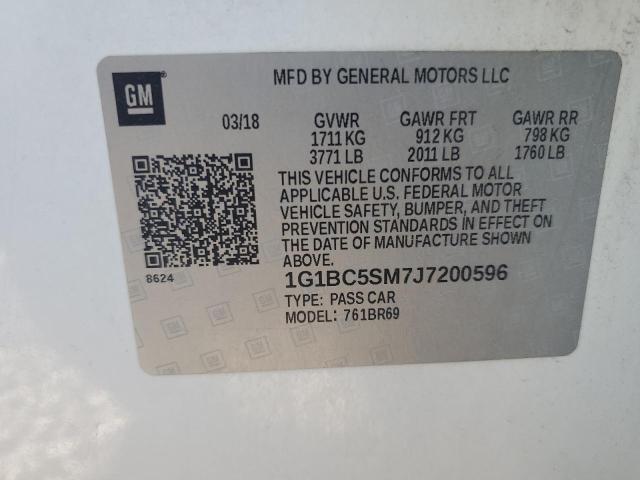 GM
MFD BY GENERAL MOTORS LLC
03/18 GVWR GAWR FRT GAWR RR
1711 KG 912 KG 798 KG
3771 LB 2011 LB 1760 LB
THIS VEHICLE CONFORMS TO ALL
APPLICABLE U.S. FEDERAL MOTOR
VEHICLE SAFETY, BUMPER, AND THEFT
PREVENTION STANDARDS IN EFFECT ON
THE DATE OF MANUFACTURE SHOWN
ABOVE.
8624
1G1BC5SM7J7200596
TYPE: PASS CAR
MODEL: 761BR69